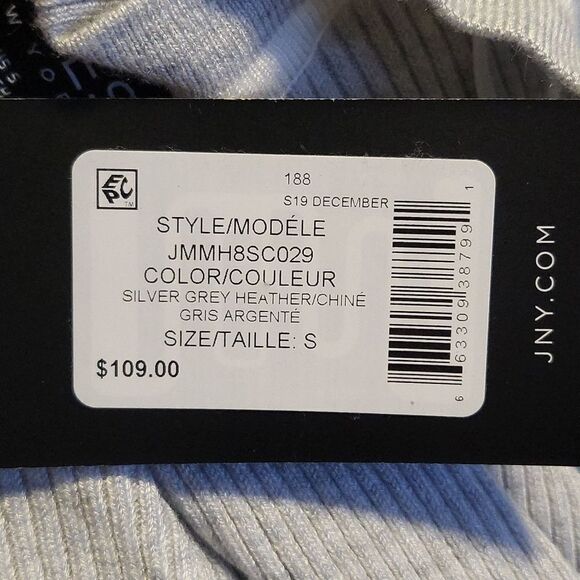 188
S19 DECEMBER
STYLE/MODÉLE
JMMH8SC029
COLOR/COULEUR
SILVER GREY HEATHER/CHINÉ
GRIS ARGENTÉ
SIZE/TAILLE: S
$109.00
6 63309 38799 1
JNY.COM